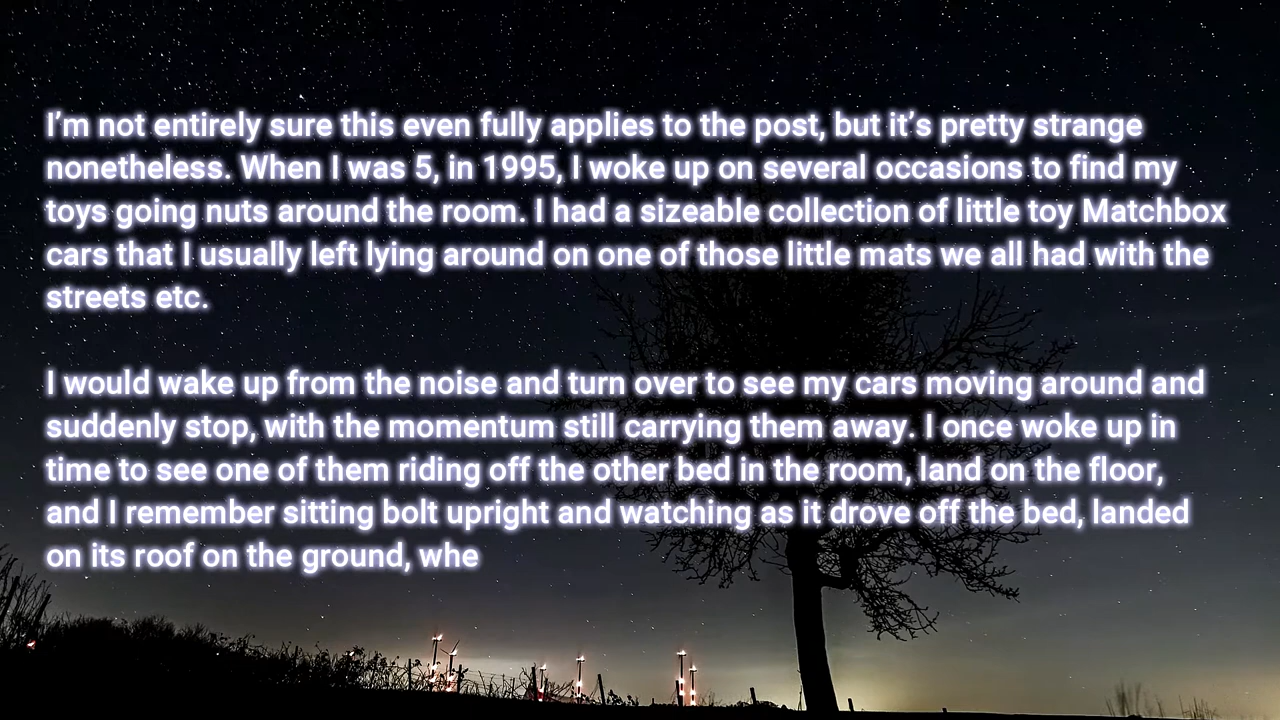 I’m not entirely sure this even fully applies to the post, but it’s pretty strange
nonetheless. When I was 5, in 1995, I woke up on several occasions to find my
toys going nuts around the room. I had a sizeable collection of little toy Matchbox
cars that I usually left lying around on one of those little mats we all had with the
streets etc.
I would wake up from the noise and turn over to see my cars moving around and
suddenly stop, with the momentum still carrying them away. I once woke up in
time to see one of them riding off the other bed in the room, land on the floor,
and I remember sitting bolt upright and watching as it drove off the bed, landed
on its roof on the ground, whe